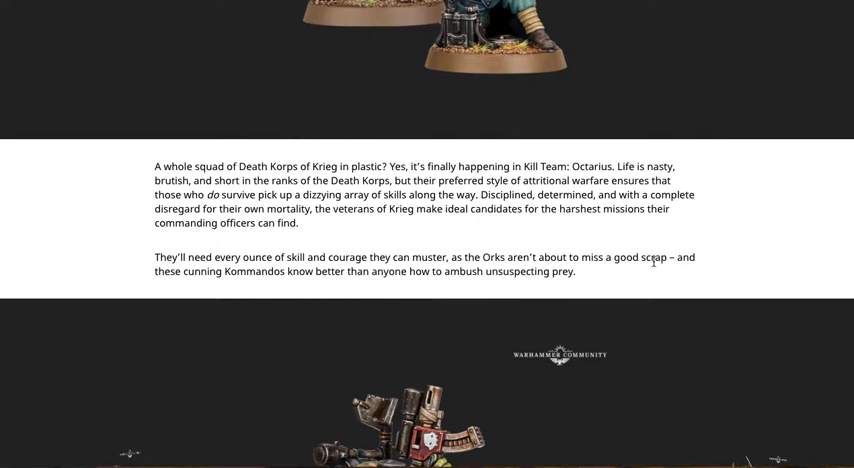 A whole squad of Death Korps of Krieg in plastic? Yes, it’s finally happening in Kill Team: Octarius. Life is nasty,
brutish, and short in the ranks of the Death Korps, but their preferred style of attritional warfare ensures that
those who do survive pick up a dizzying array of skills along the way. Disciplined, determined, and with a complete
disregard for their own mortality, the veterans of Krieg make ideal candidates for the harshest missions their
commanding officers can find.
They’ll need every ounce of skill and courage they can muster, as the Orks aren’t about to miss a good scrap – and
these cunning Kommandos know better than anyone how to ambush unsuspecting prey.
WARHAMMER COMMUNITY